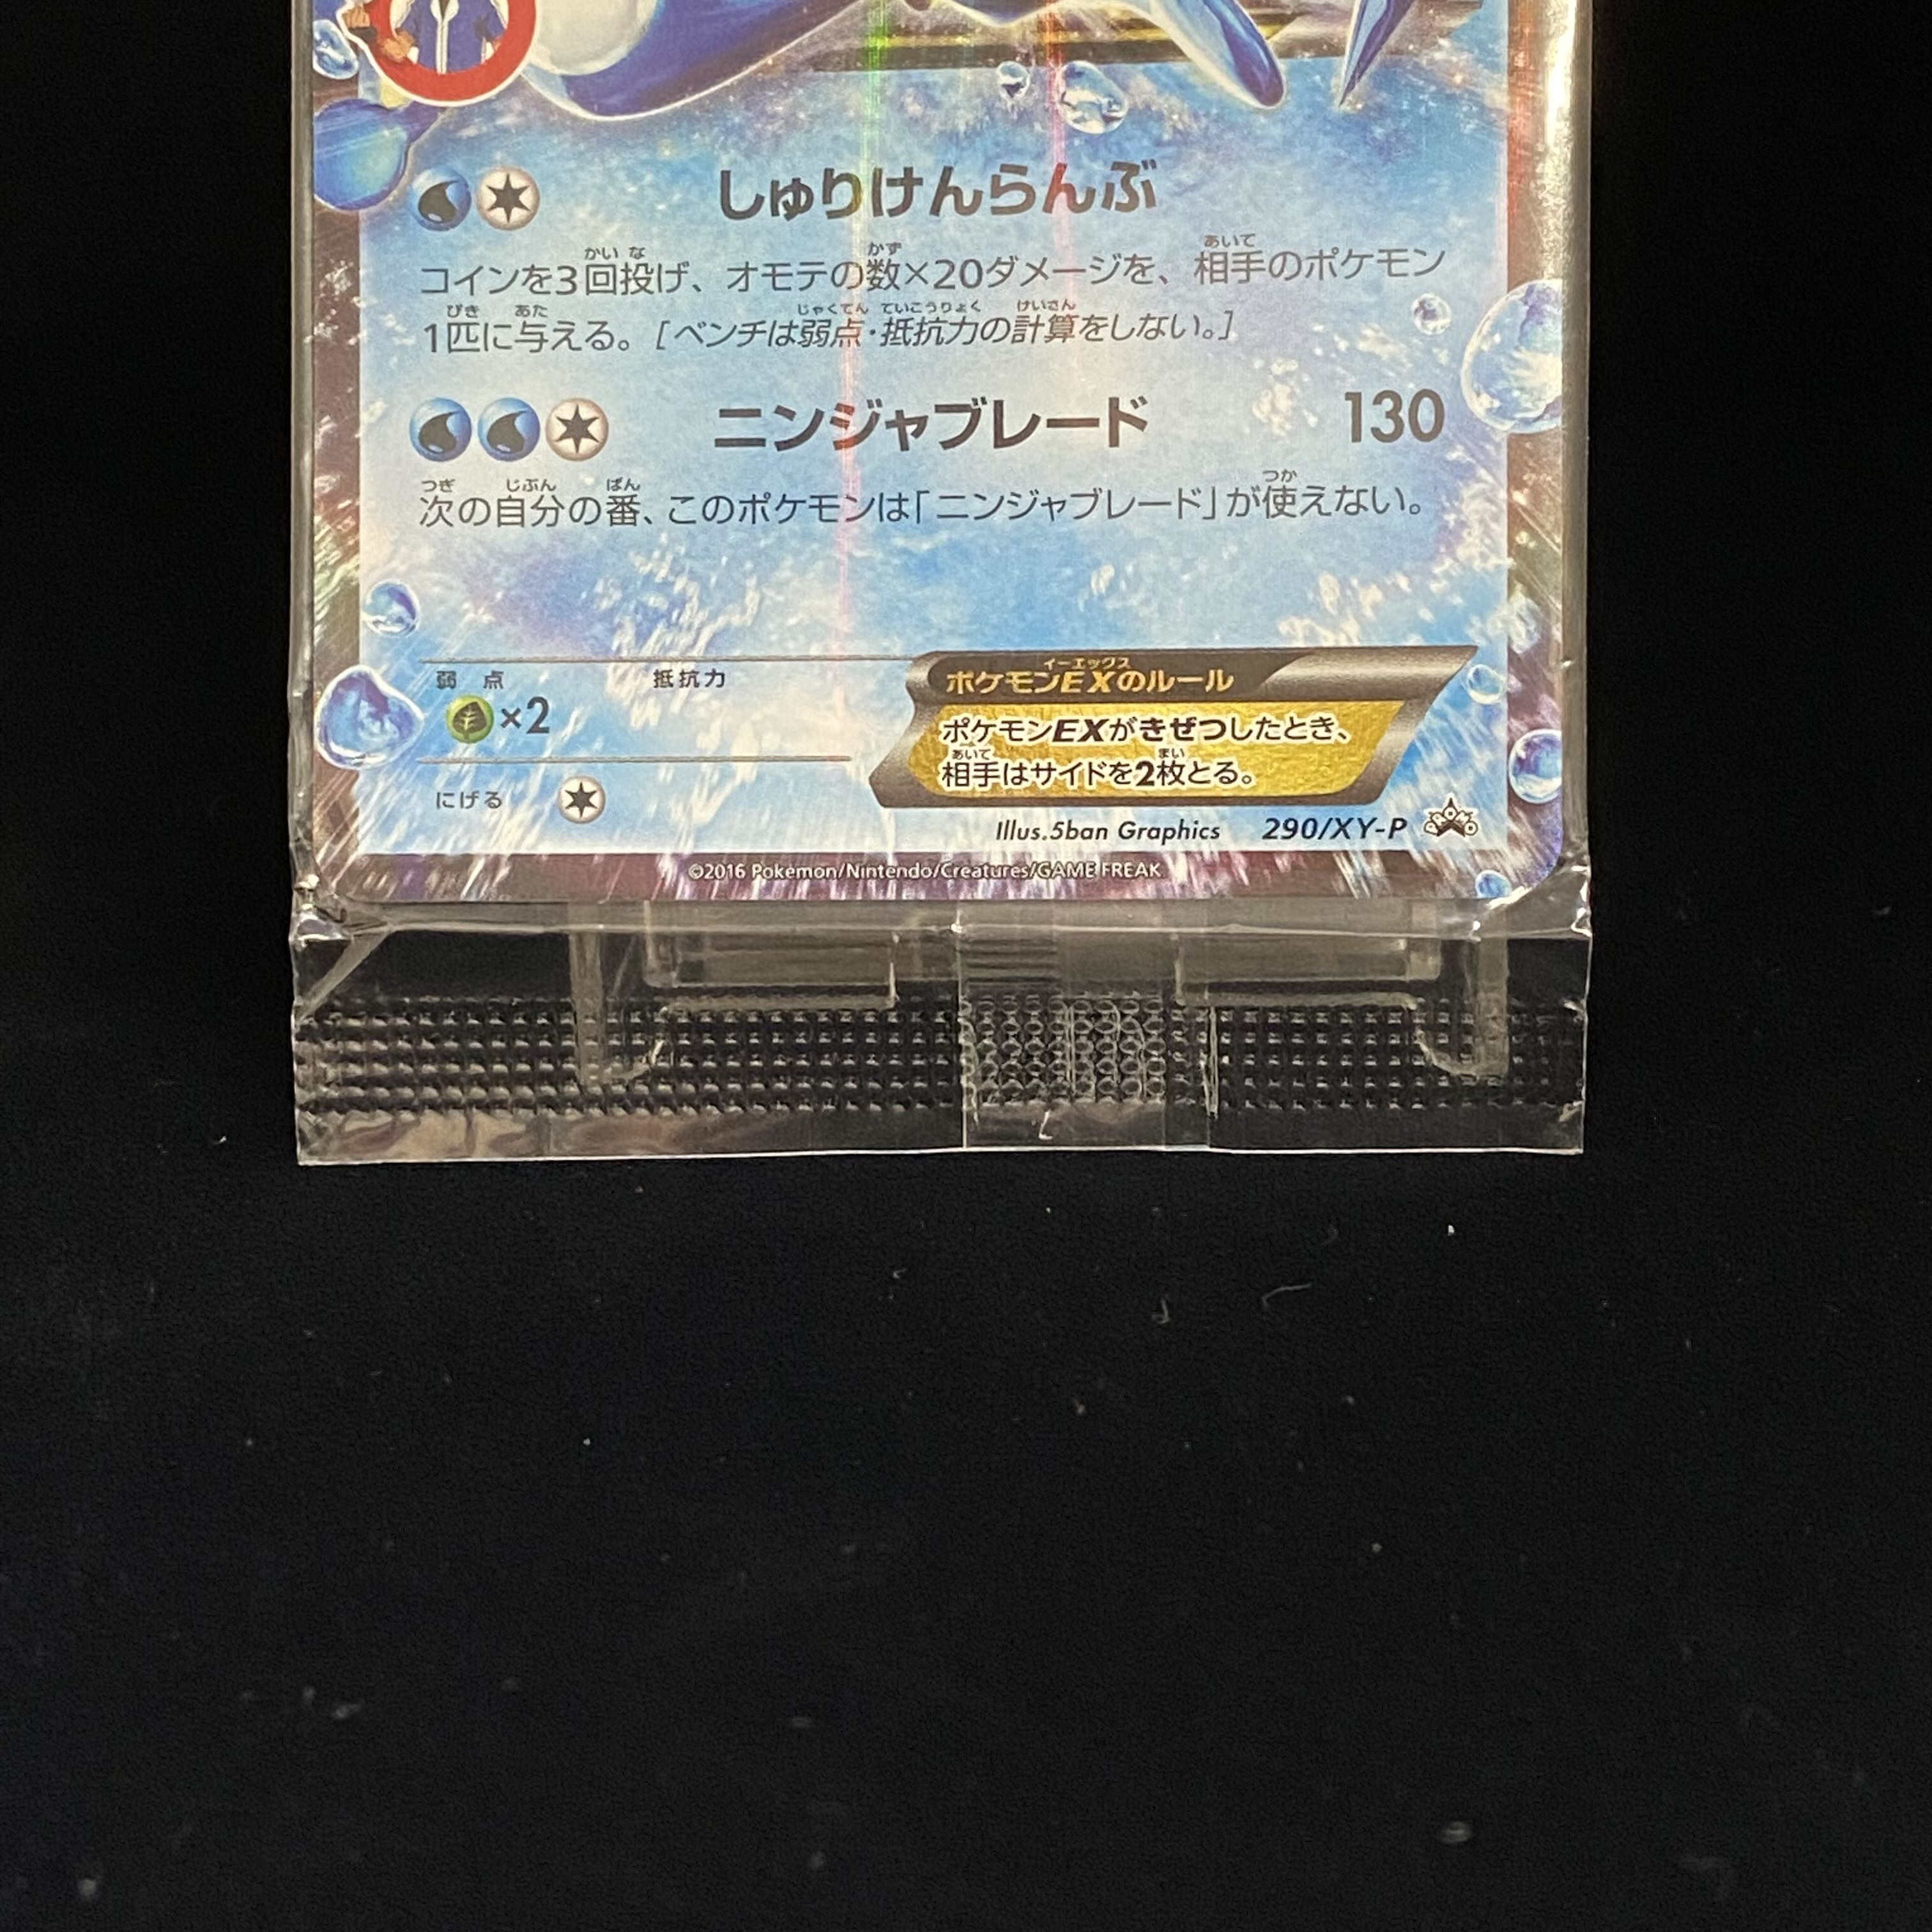 しゅりけんらんぶ
コインを3回投げ、オモテの数×20ダメージを、相手のポケモン
1匹に与える。[ベンチは弱点・抵抗力の計算をしない。]
ニンジャブレード 130
次の自分の番、このポケモンは「ニンジャブレード」が使えない。
弱点 抵抗力
×2
にげる
ポケモンEXのルール
ポケモンEXがきぜつしたとき、
相手はサイドを2枚とる。
Illus.5ban Graphics 290/XY-P PROMO
©2016 Pokémon/Nintendo/Creatures/GAME FREAK